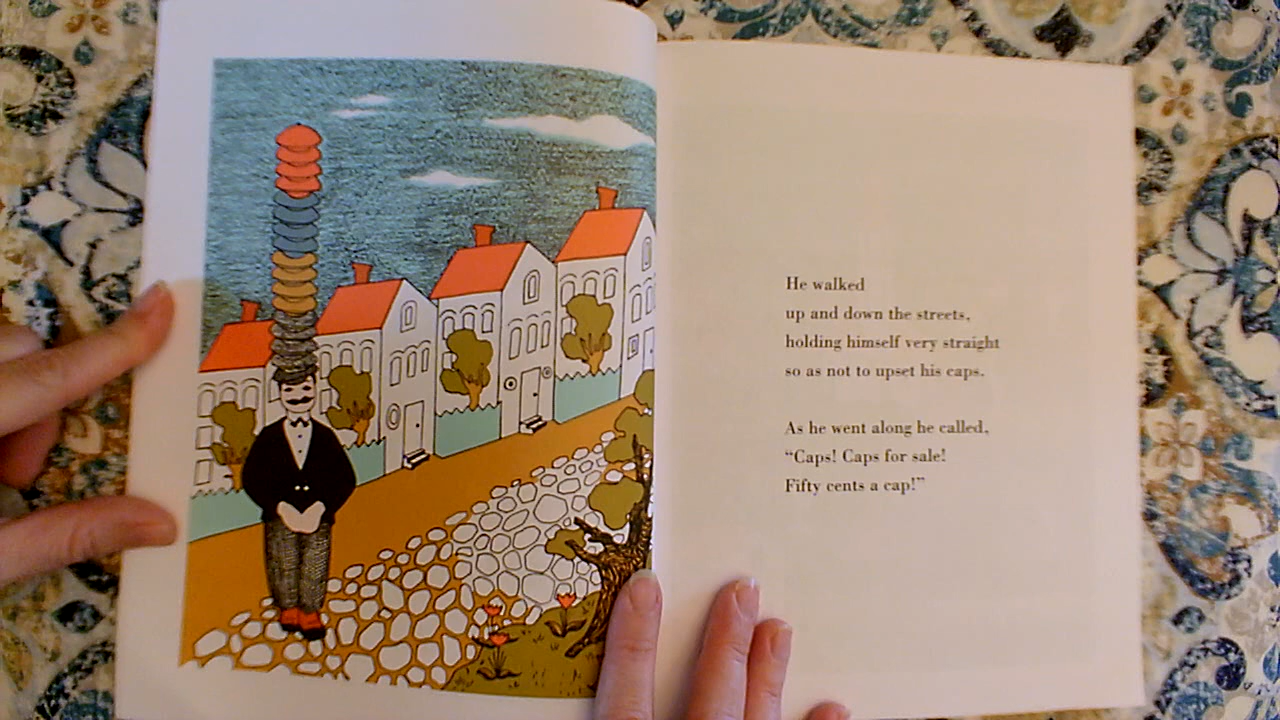 He walked
up and down the streets,
holding himself very straight
so as not to upset his caps.
As he went along he called,
“Caps! Caps for sale!
Fifty cents a cap!”